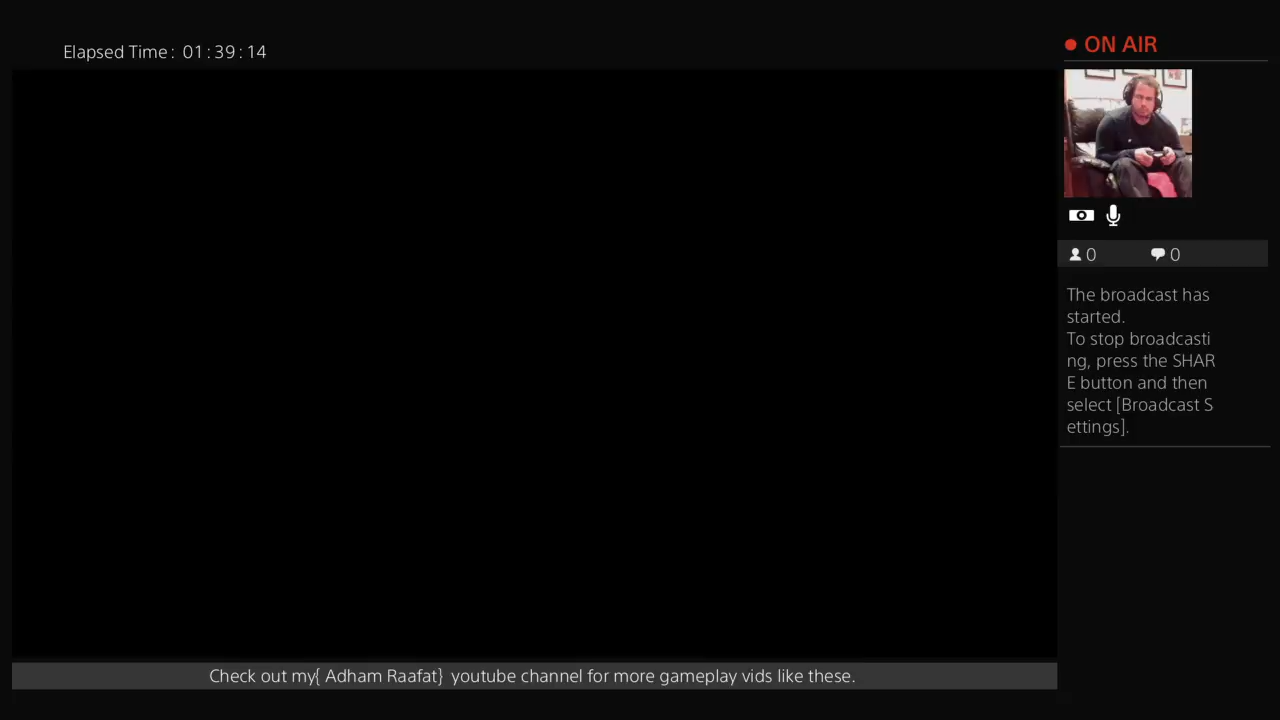 Elapsed Time: 01:39:14
ON AIR
0 0
The broadcast has
started.
To stop broadcasti
ng, press the SHAR
E button and then
select [Broadcast S
ettings].
Check out my{ Adham Raafat} youtube channel for more gameplay vids like these.